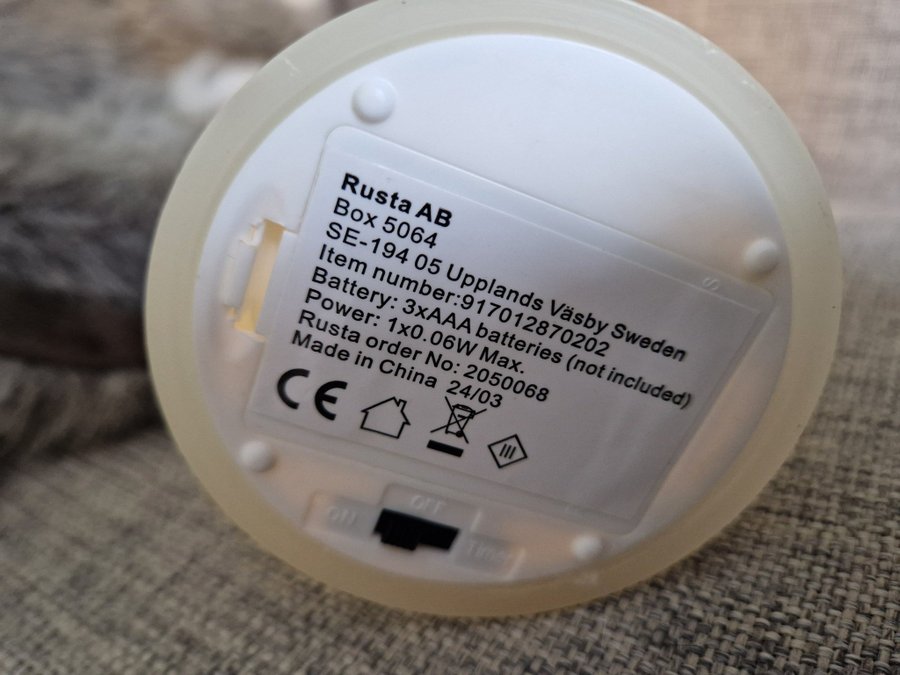 Rusta AB
Box 5064
SE-194 05 Upplands Väsby Sweden
Item number:917012870202
Battery: 3xAAA batteries (not included)
Power: 1x0.06W Max.
Rusta order No: 2050068
Made in China 24/03
CE
ON
OFF